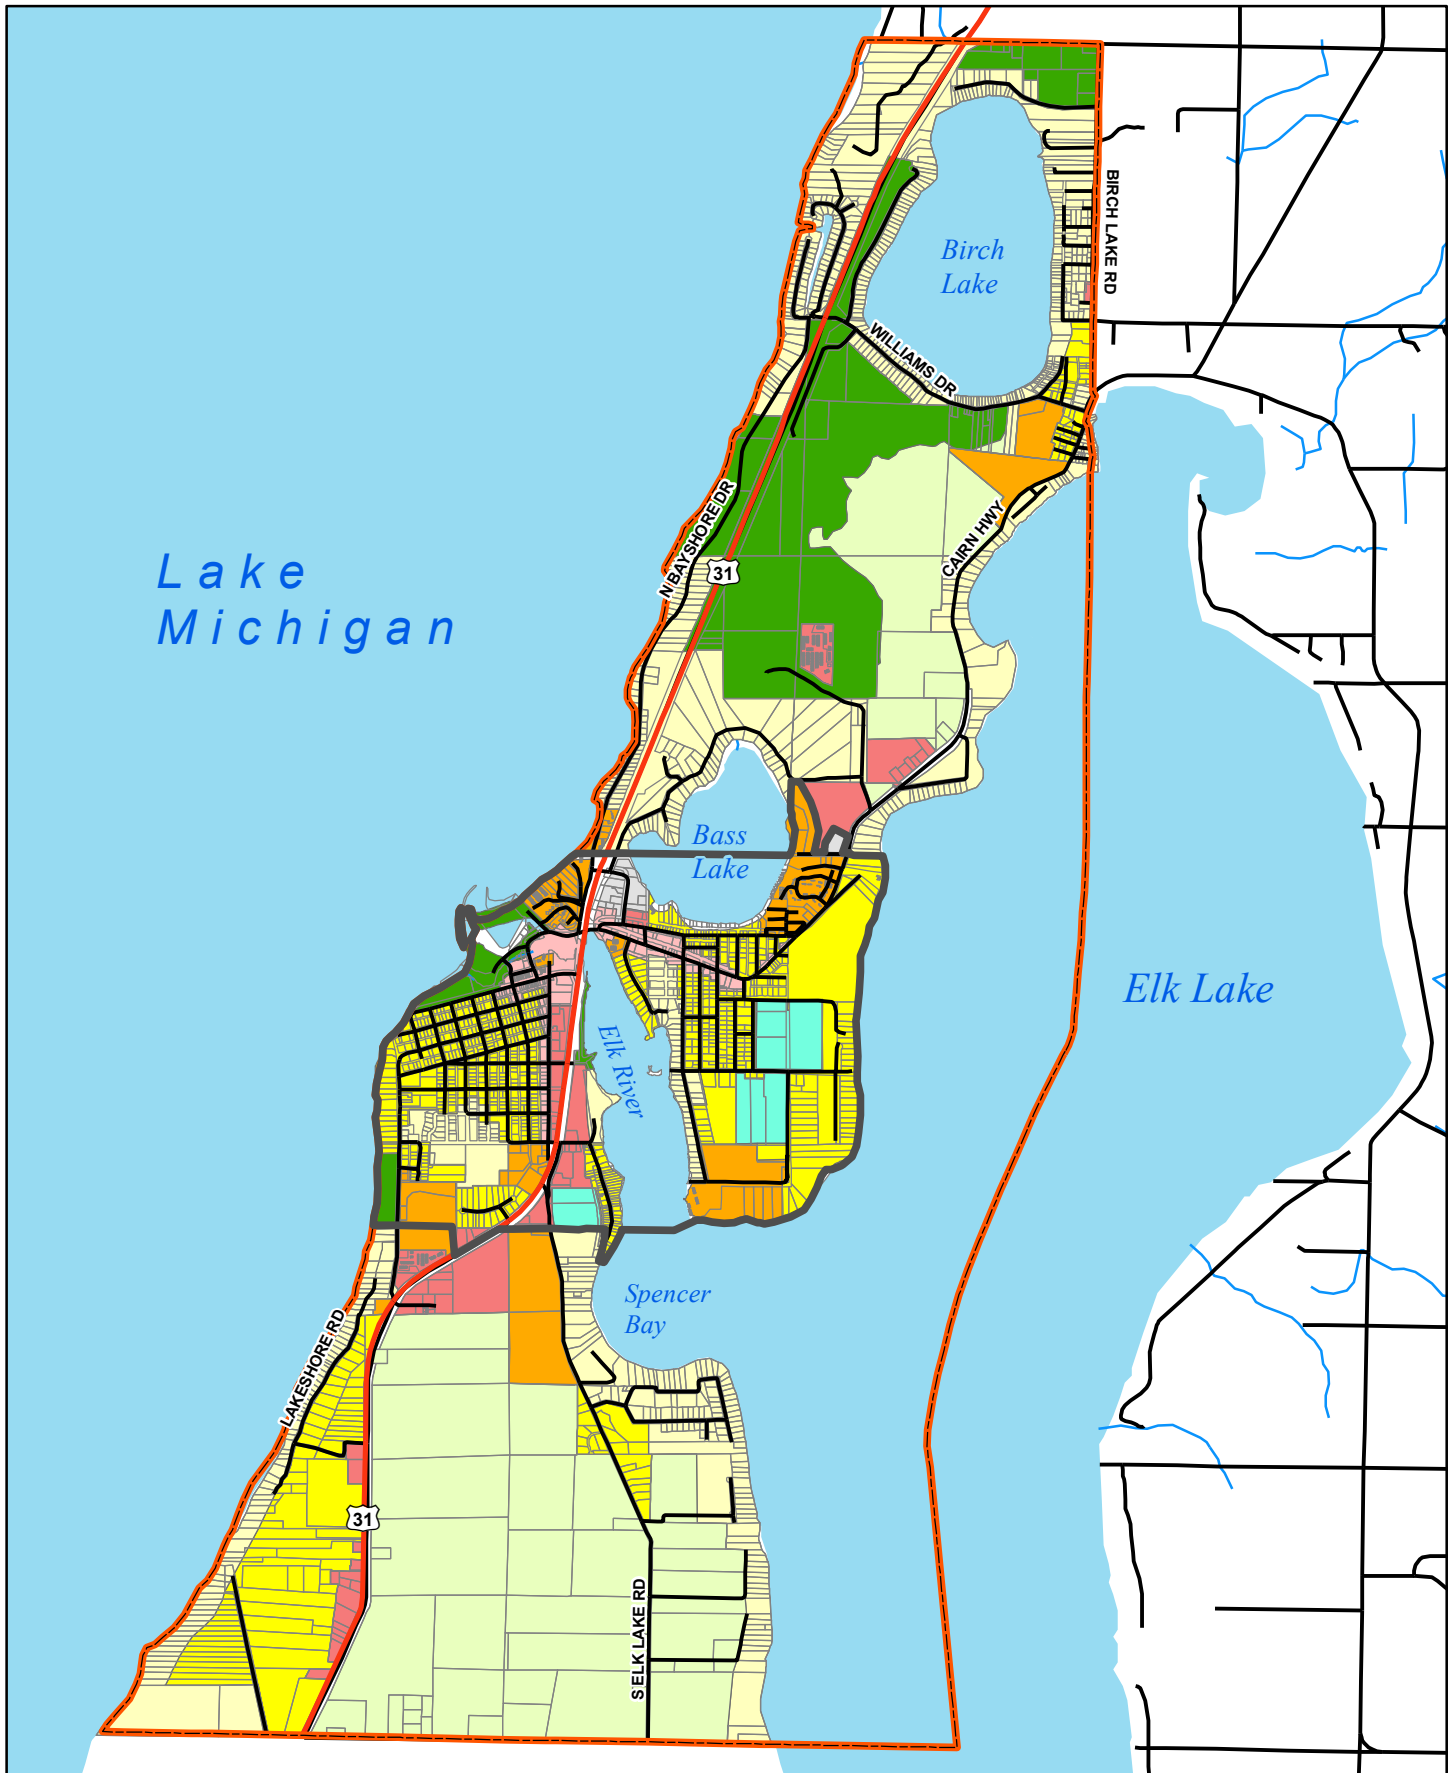 BIRCH LAKE RD
Birch
Lake
WILLIAMS DR
N BAYSHORE DR
CAIRN HWY
31
Lake
Michigan
Bass
Lake
Elk Lake
Elk River
Spencer
Bay
LAKESHORE RD
31
S ELK LAKE RD